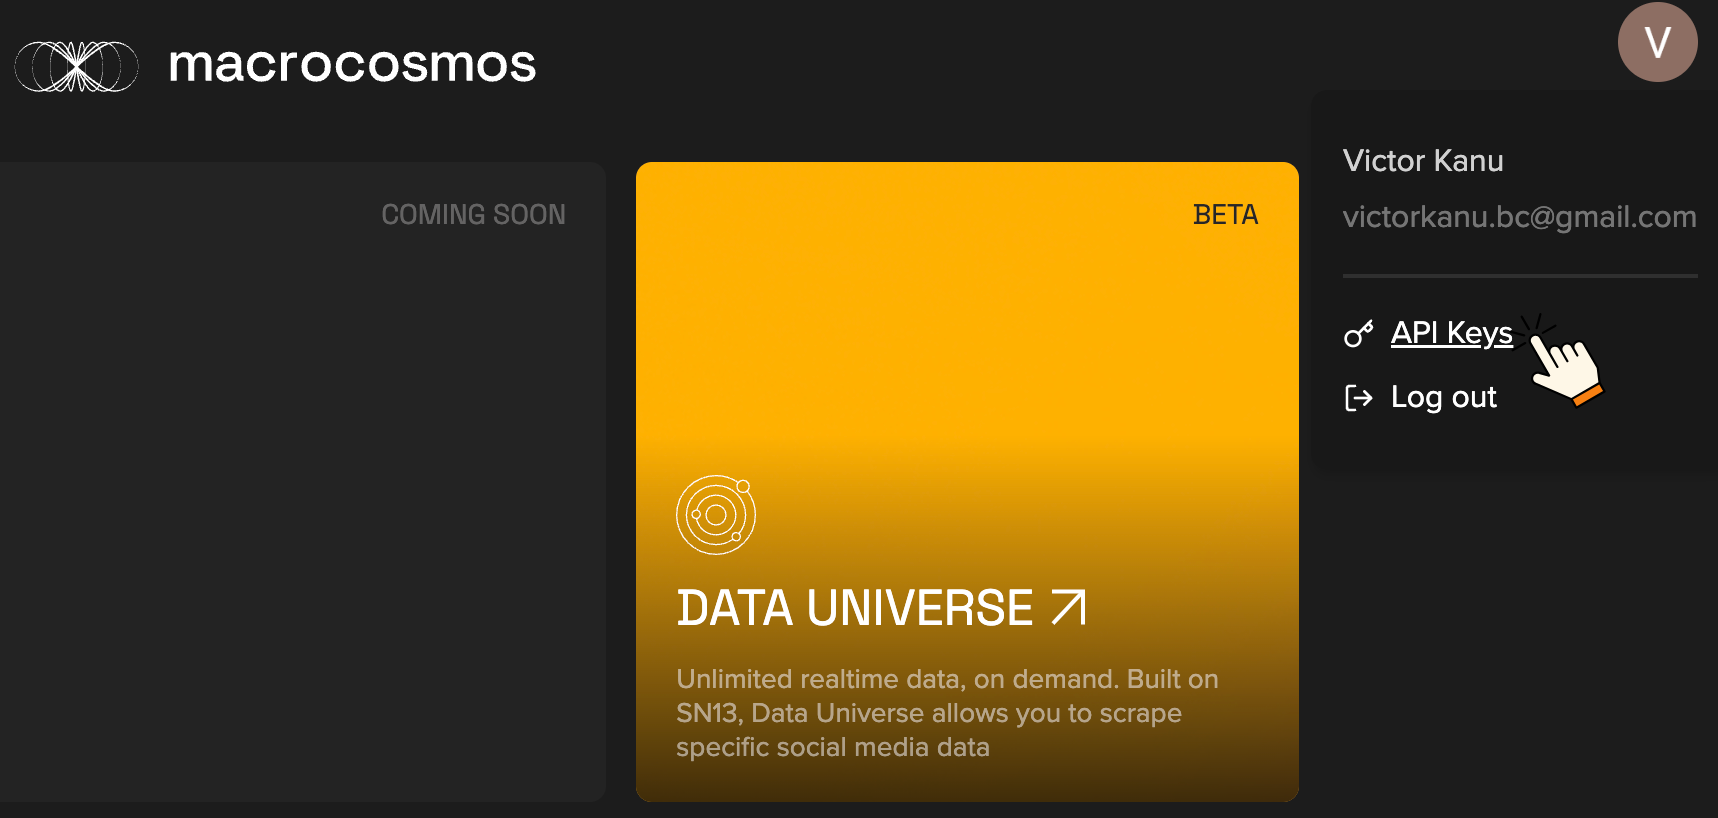 macrocosmos
V
Victor Kanu
victorkanu.bc@gmail.com
API Keys
Log out
COMING SOON
BETA
DATA UNIVERSE
Unlimited realtime data, on demand. Built on
SN13, Data Universe allows you to scrape
specific social media data